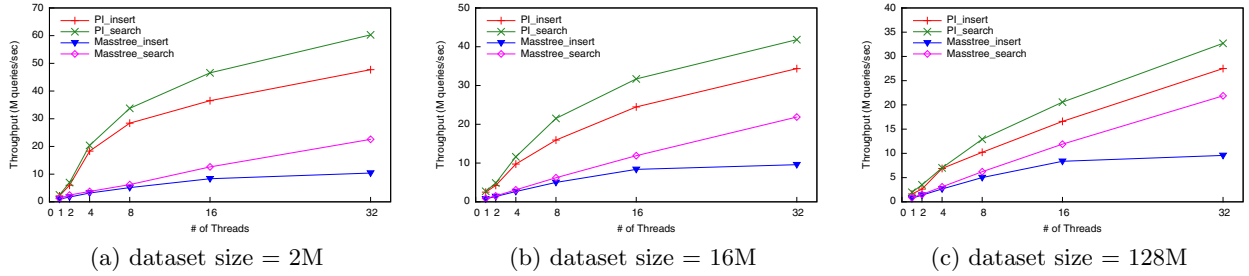 70
60
50
40
30
20
10
0
Throughput (M queries/sec)
PI_insert
PI_search
Masstree_insert
Masstree_search
0 1 2 4 8 16 32
# of Threads
(a) dataset size = 2M
50
40
30
20
10
0
Throughput (M queries/sec)
PI_insert
PI_search
Masstree_insert
Masstree_search
0 1 2 4 8 16 32
# of Threads
(b) dataset size = 16M
40
35
30
25
20
15
10
5
0
Throughput (M queries/sec)
PI_insert
PI_search
Masstree_insert
Masstree_search
0 1 2 4 8 16 32
# of Threads
(c) dataset size = 128M